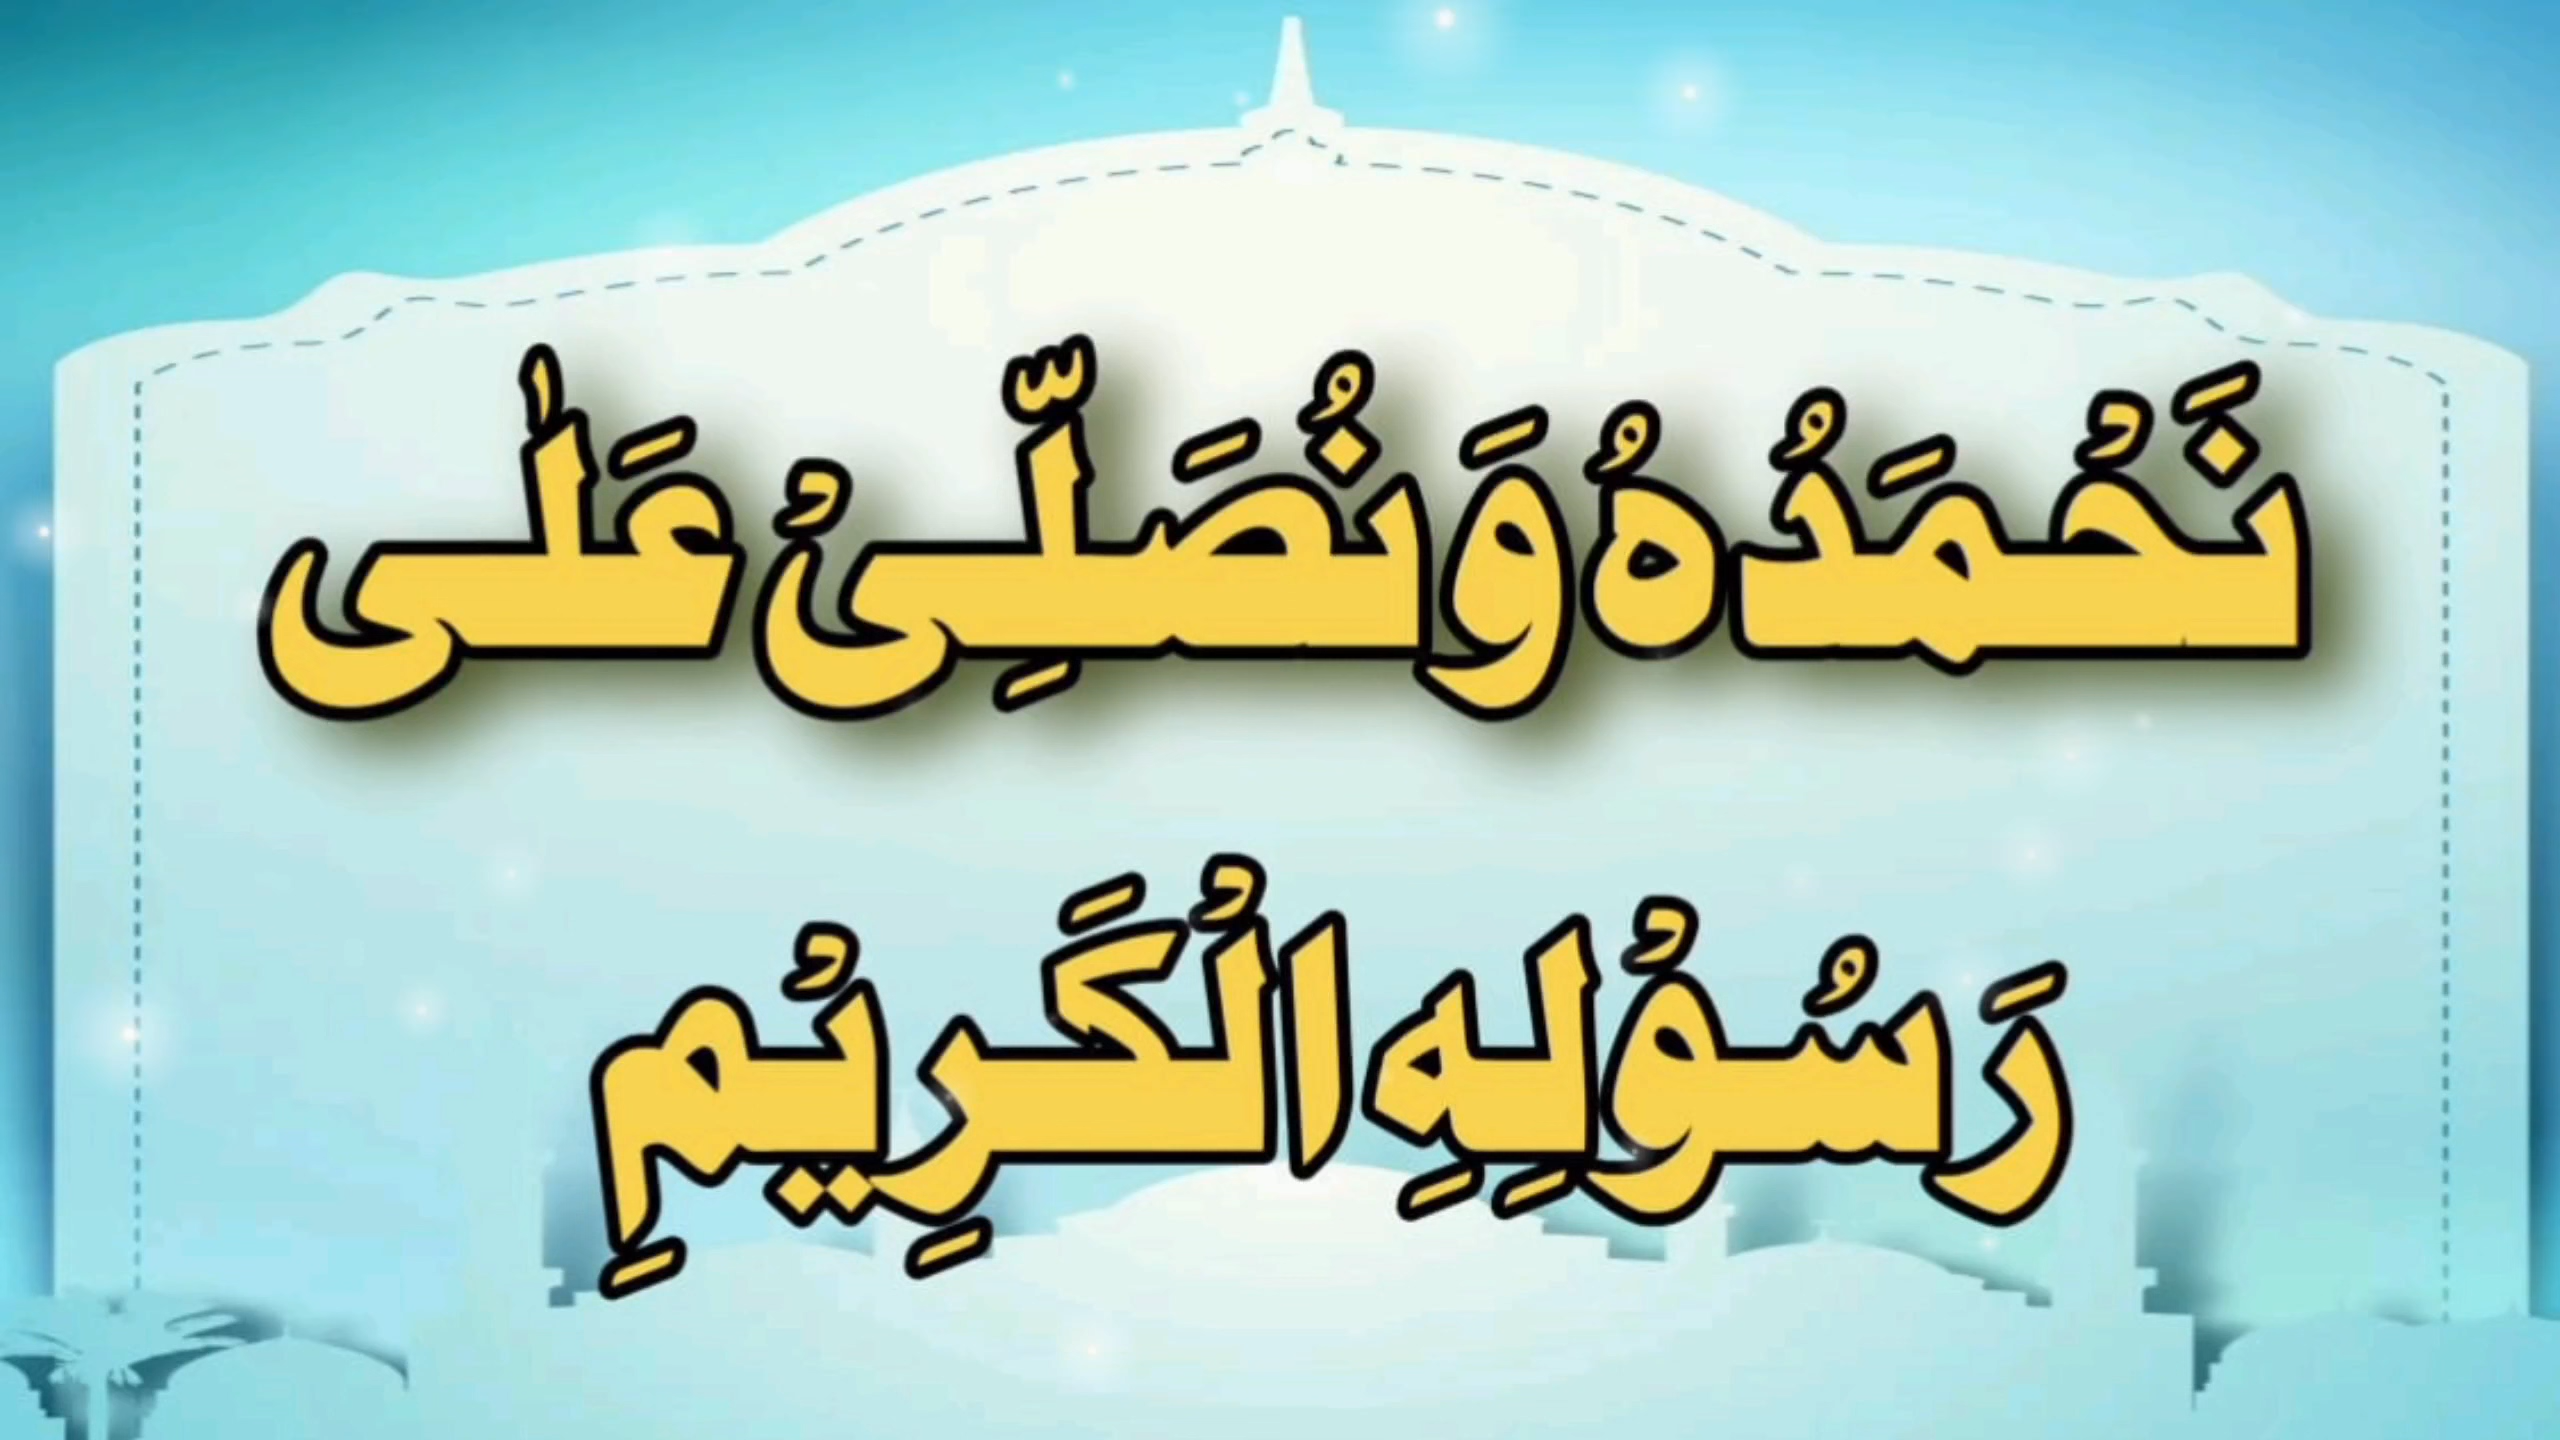 نَحْمَدُهُ وَنُصَلِّىْ عَلٰى
رَسُوْلِهِ الْكَرِيْمِ